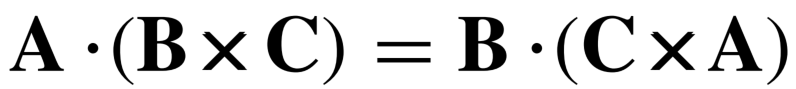 A · (B × C) = B · (C × A)